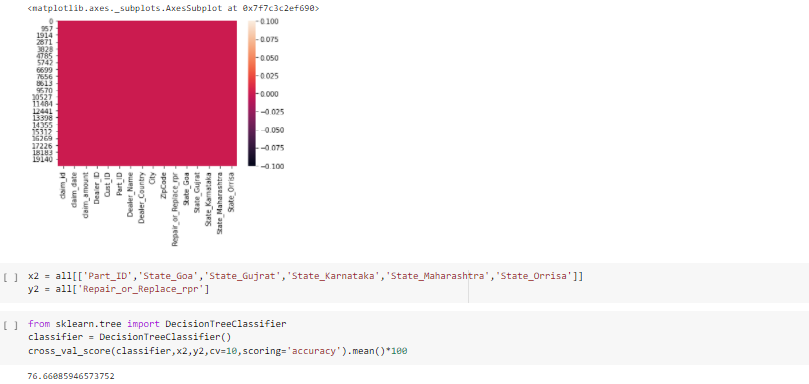 <matplotlib.axes._subplots.AxesSubplot at 0x7f7c3c2ef690>
0
957
1914
2871
3828
4785
5742
6699
7656
8613
9570
10527
11484
12441
13398
14355
15312
16269
17226
18183
19140
0.100
0.075
0.050
0.025
0.000
-0.025
-0.050
-0.075
-0.100
claim_id
claim_date
claim_amount
Dealer_ID
Cust_ID
Part_ID
Dealer_Name
Dealer_Country
City
ZipCode
Repair_or_Replace_rpr
State_Goa
State_Gujrat
State_Karnataka
State_Maharashtra
State_Orrisa
[ ] x2 = all[['Part_ID','State_Goa','State_Gujrat','State_Karnataka','State_Maharashtra','State_Orrisa']]
y2 = all['Repair_or_Replace_rpr']
[ ] from sklearn.tree import DecisionTreeClassifier
classifier = DecisionTreeClassifier()
cross_val_score(classifier,x2,y2,cv=10,scoring='accuracy').mean()*100
76.66085946573752